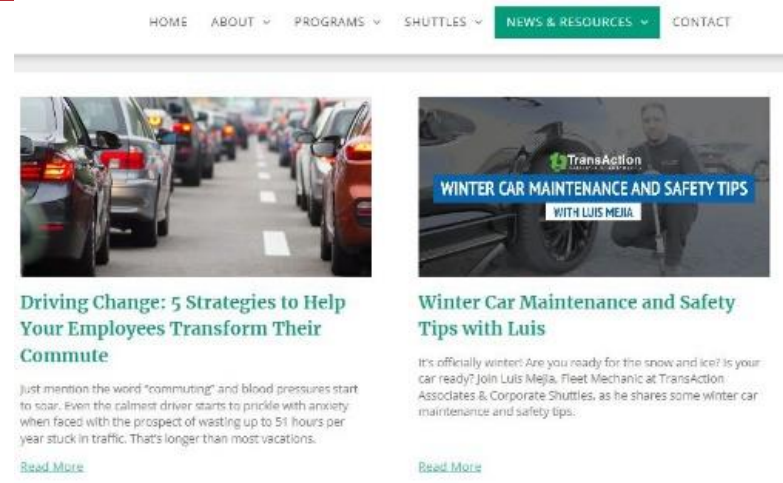 HOME ABOUT PROGRAMS SHUTTLES NEWS & RESOURCES CONTACT
TransAction
WINTER CAR MAINTENANCE AND SAFETY TIPS
WITH LUIS MEJIA
Driving Change: 5 Strategies to Help
Your Employees Transform Their
Commute
Just mention the word "commuting" and blood pressures start
to soar. Even the calmest driver starts to prickle with anxiety
when faced with the prospect of wasting up to 51 hours per
year stuck in traffic. That's longer than most vacations.
Read More
Winter Car Maintenance and Safety
Tips with Luis
It's officially winter! Are you ready for the snow and ice? Is your
car ready? Join Luis Mejia, Fleet Mechanic at TransAction
Associates & Corporate Shuttles, as he shares some winter car
maintenance and safety tips.
Read More